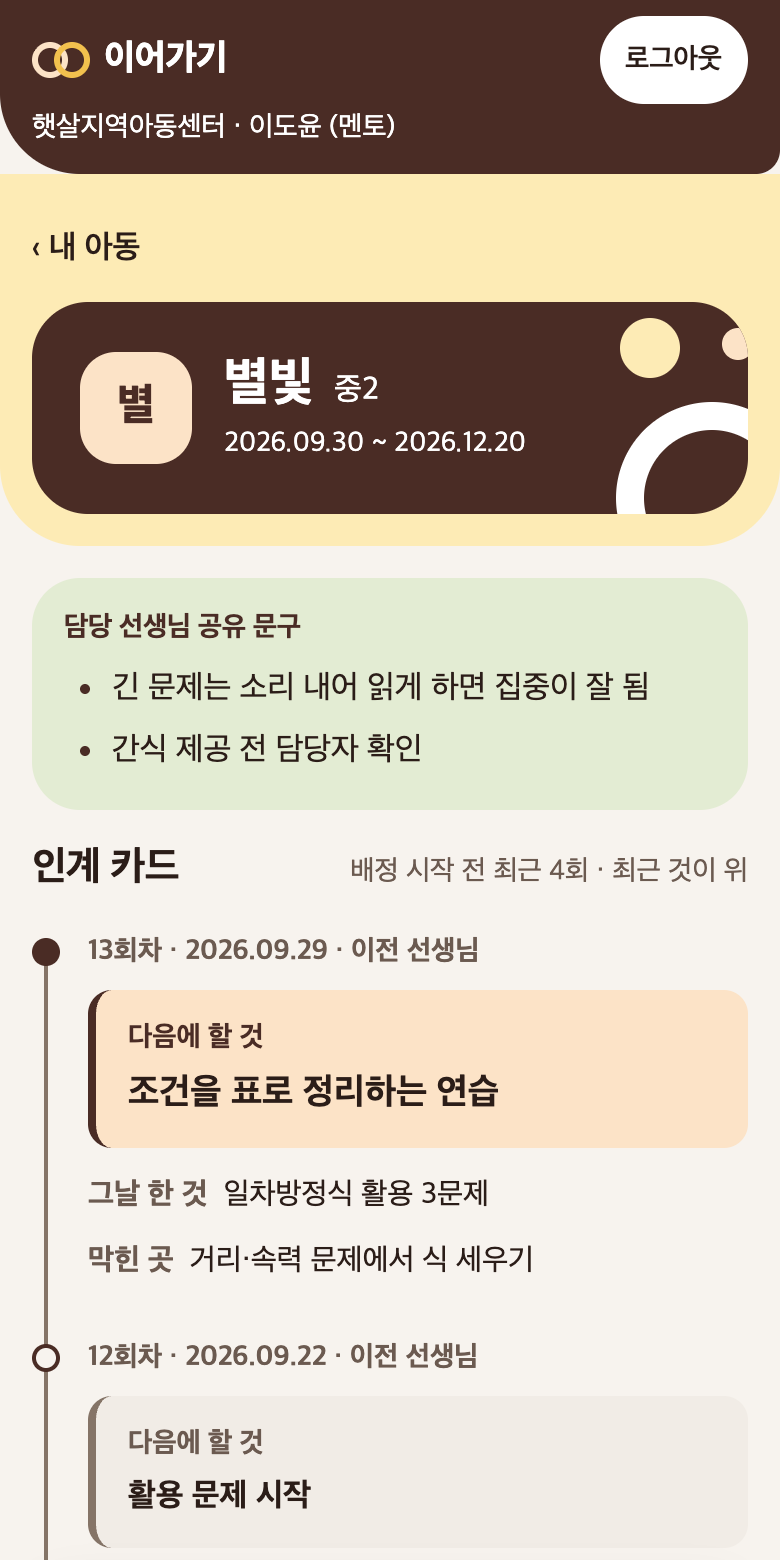 이어가기
로그아웃
햇살지역아동센터 · 이도윤 (멘토)
‹ 내 아동
별
별빛 중2
2026.09.30 ~ 2026.12.20
담당 선생님 공유 문구
• 긴 문제는 소리 내어 읽게 하면 집중이 잘 됨
• 간식 제공 전 담당자 확인
인계 카드
배정 시작 전 최근 4회 · 최근 것이 위
13회차 · 2026.09.29 · 이전 선생님
다음에 할 것
조건을 표로 정리하는 연습
그날 한 것 일차방정식 활용 3문제
막힌 곳 거리·속력 문제에서 식 세우기
12회차 · 2026.09.22 · 이전 선생님
다음에 할 것
활용 문제 시작